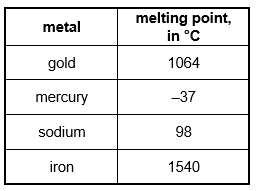 metal
melting point,
in °C
gold 1064
mercury –37
sodium 98
iron 1540